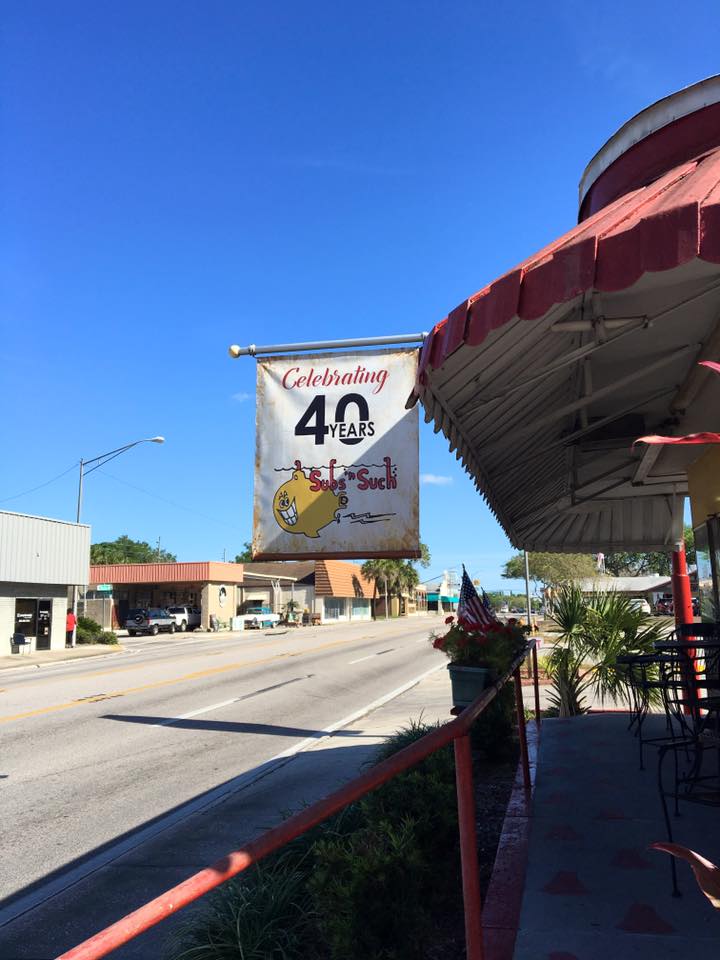 Celebrating
40
YEARS
Subs 'n Such